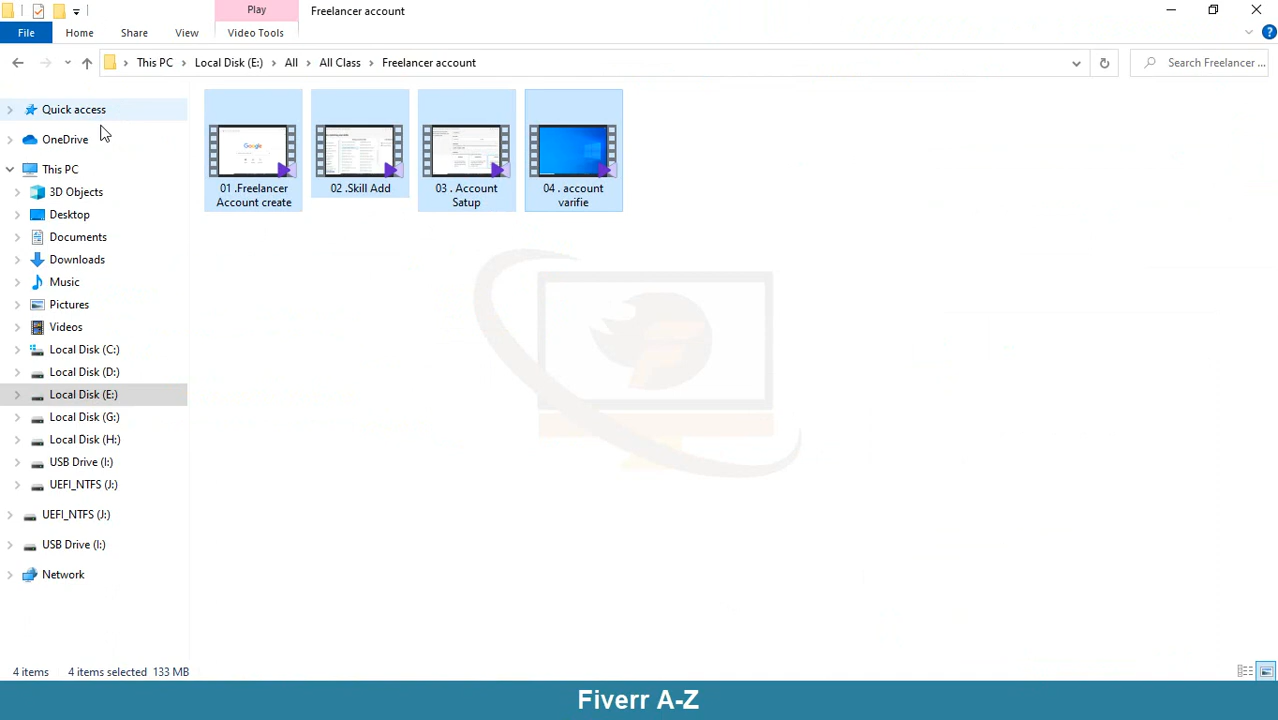 Play
Freelancer account
File
Home
Share
View
Video Tools
This PC
Local Disk (E:)
All
All Class
Freelancer account
Search Freelancer ...
Quick access
OneDrive
This PC
3D Objects
Desktop
Documents
Downloads
Music
Pictures
Videos
Local Disk (C:)
Local Disk (D:)
Local Disk (E:)
Local Disk (G:)
Local Disk (H:)
USB Drive (I:)
UEFI_NTFS (J:)
UEFI_NTFS (J:)
USB Drive (I:)
Network
Google
01 .Freelancer
Account create
02 .Skill Add
03 . Account
Setup
04 . account
varifie
4 items
4 items selected 133 MB
Fiverr A-Z